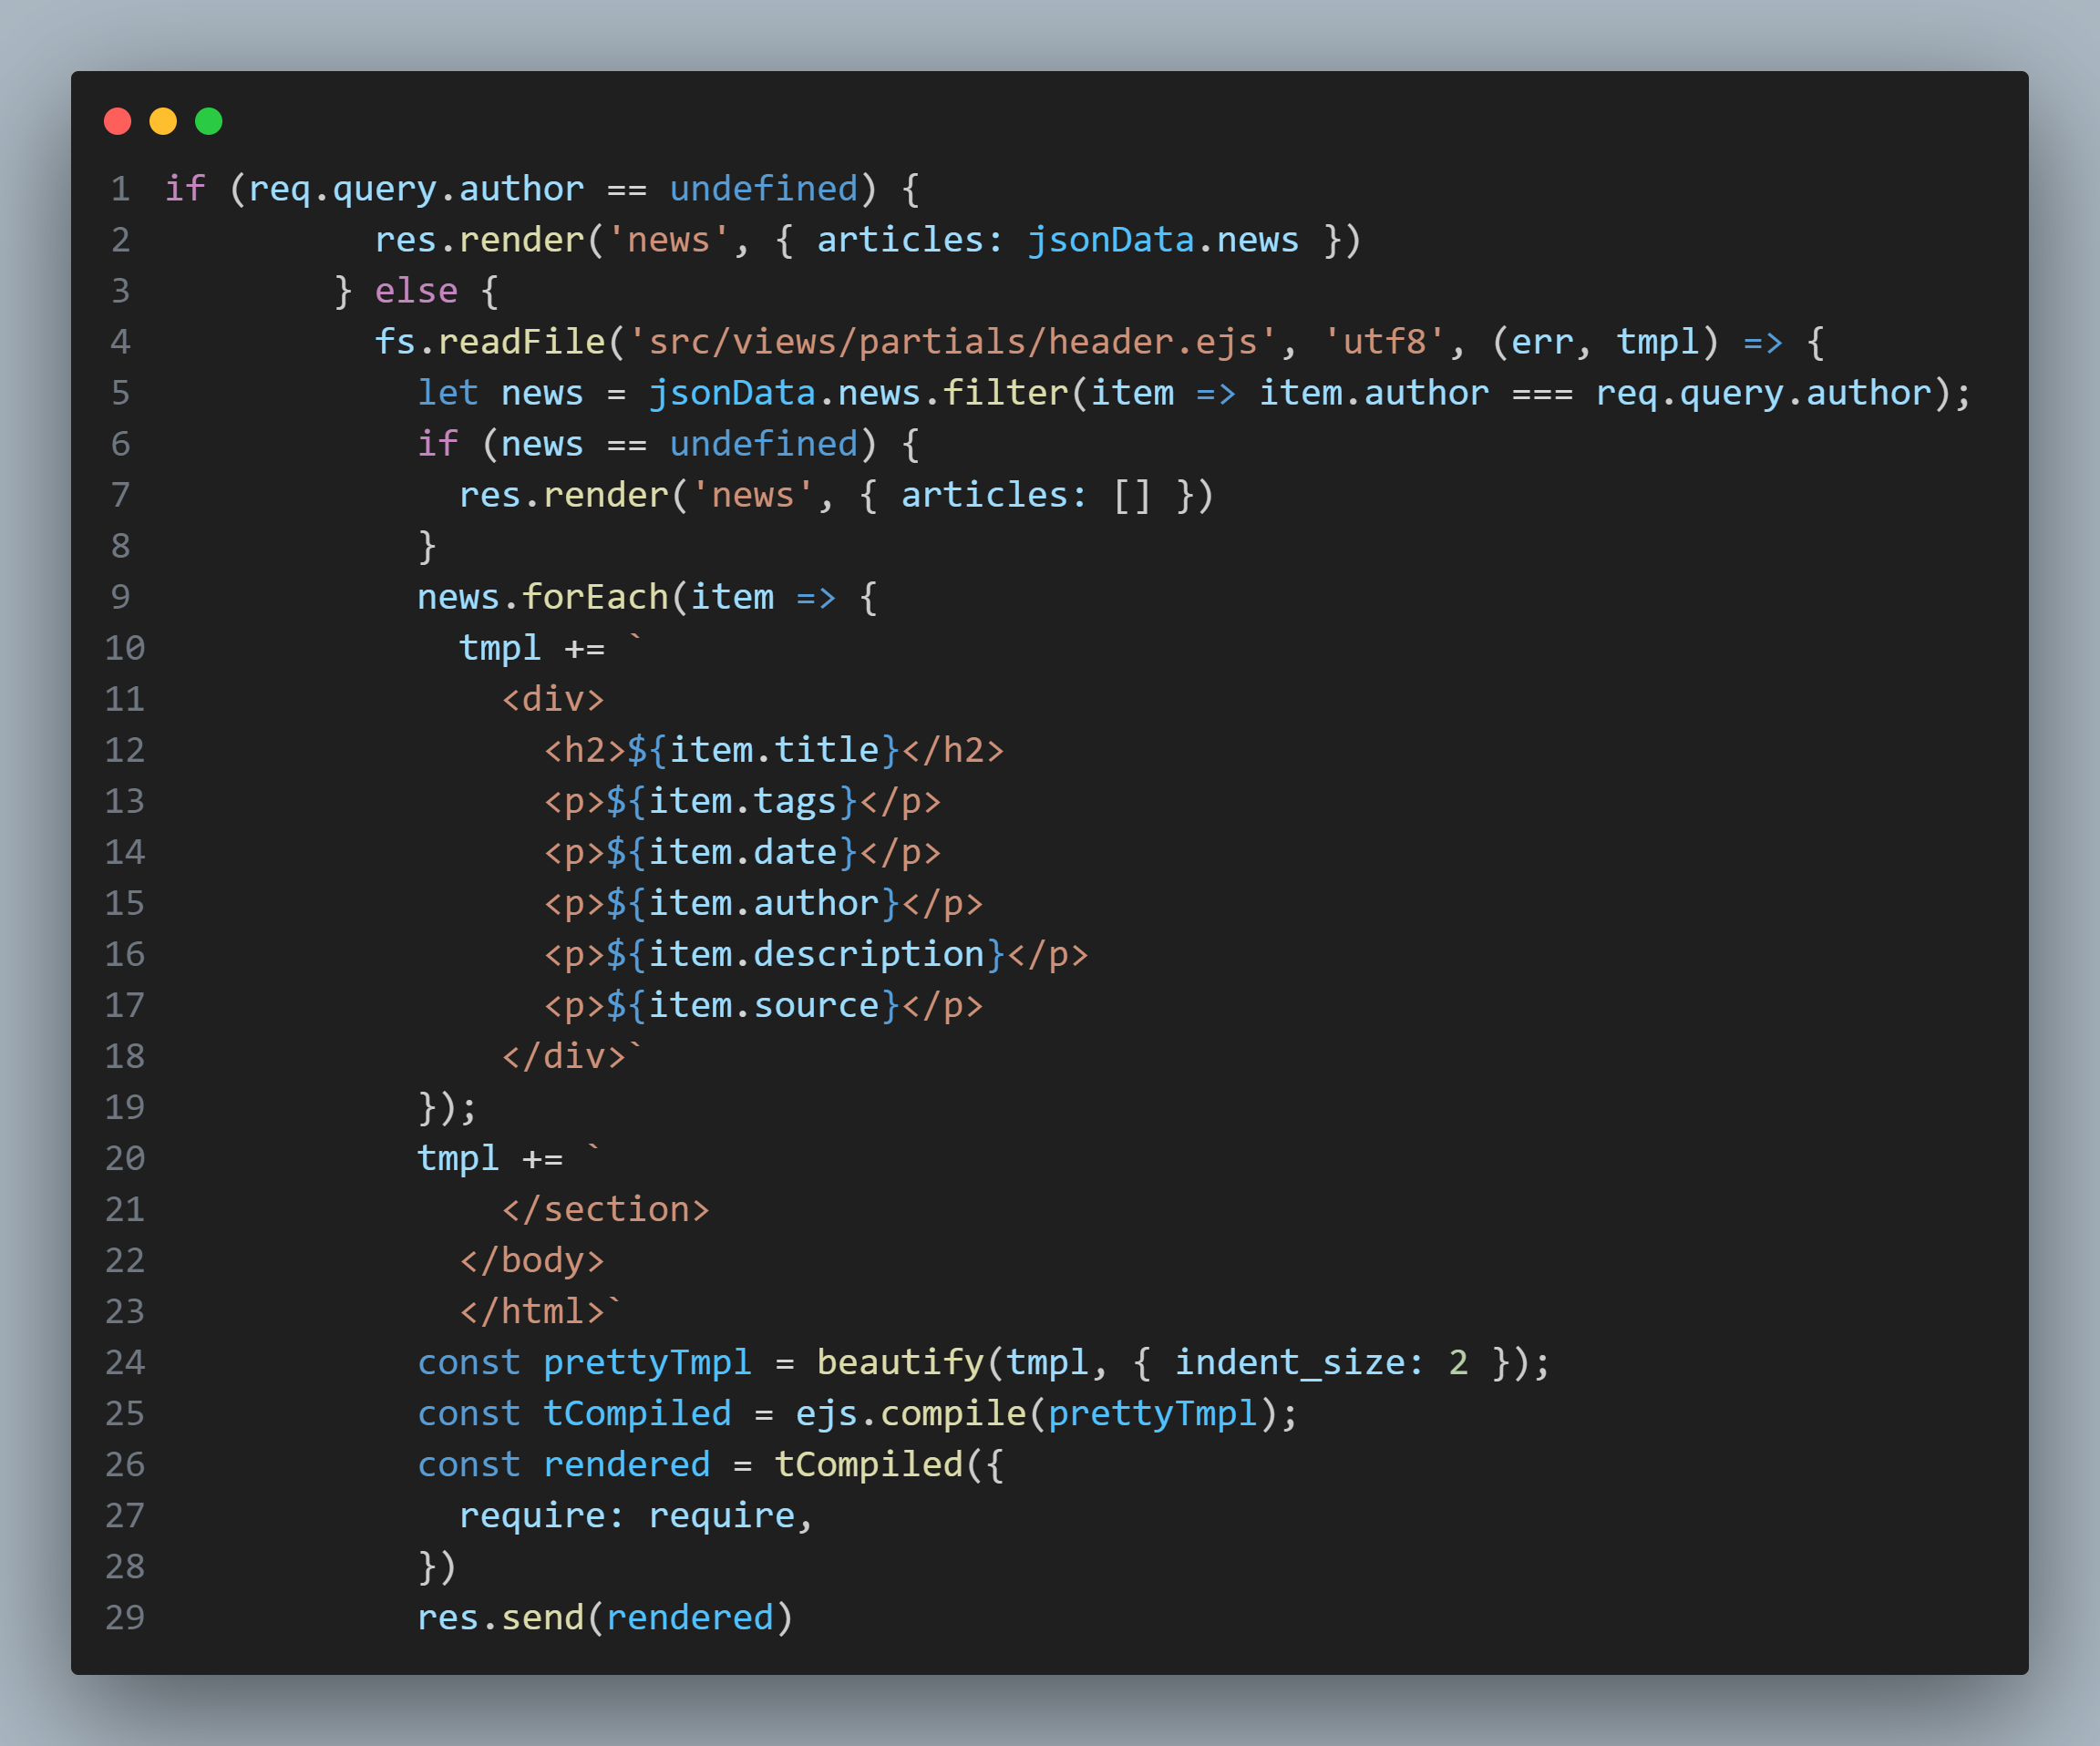 1 if (req.query.author == undefined) {
2           res.render('news', { articles: jsonData.news })
3         } else {
4           fs.readFile('src/views/partials/header.ejs', 'utf8', (err, tmpl) => {
5             let news = jsonData.news.filter(item => item.author === req.query.author);
6             if (news == undefined) {
7               res.render('news', { articles: [] })
8             }
9             news.forEach(item => {
10               tmpl += `
11                 <div>
12                   <h2>${item.title}</h2>
13                   <p>${item.tags}</p>
14                   <p>${item.date}</p>
15                   <p>${item.author}</p>
16                   <p>${item.description}</p>
17                   <p>${item.source}</p>
18                 </div>`
19             });
20             tmpl += `
21                 </section>
22               </body>
23               </html>`
24             const prettyTmpl = beautify(tmpl, { indent_size: 2 });
25             const tCompiled = ejs.compile(prettyTmpl);
26             const rendered = tCompiled({
27               require: require,
28             })
29             res.send(rendered)